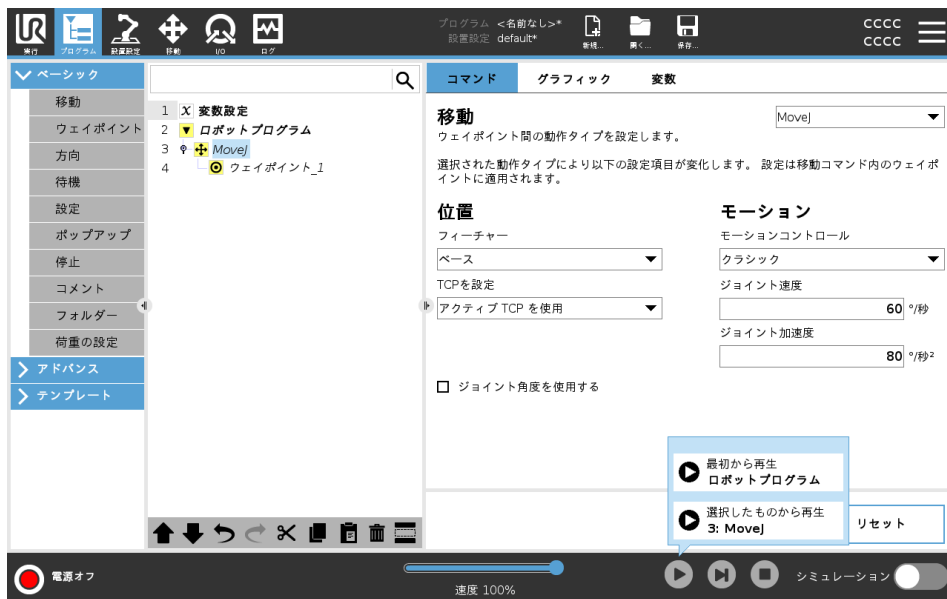 UR
実行
プログラム
設置設定
移動
I/O
ログ
プログラム <名前なし>*
設置設定 default*
新規...
開く...
保存...
CCCC
CCCC
ベーシック
移動
ウェイポイント
方向
待機
設定
ポップアップ
停止
コメント
フォルダー
荷重の設定
アドバンス
テンプレート
1 X 変数設定
2 ロボットプログラム
3 MoveJ
4 ウェイポイント_1
コマンド グラフィック 変数
移動
MoveJ
ウェイポイント間の動作タイプを設定します。
選択された動作タイプにより以下の設定項目が変化します。 設定は移動コマンド内のウェイポ
イントに適用されます。
位置
フィーチャー
ベース
TCPを設定
アクティブ TCP を使用
ジョイント角度を使用する
モーション
モーションコントロール
クラシック
ジョイント速度
60 °/秒
ジョイント加速度
80 °/秒²
最初から再生
ロボットプログラム
選択したものから再生
3: MoveJ
リセット
電源オフ
速度 100%
シミュレーション